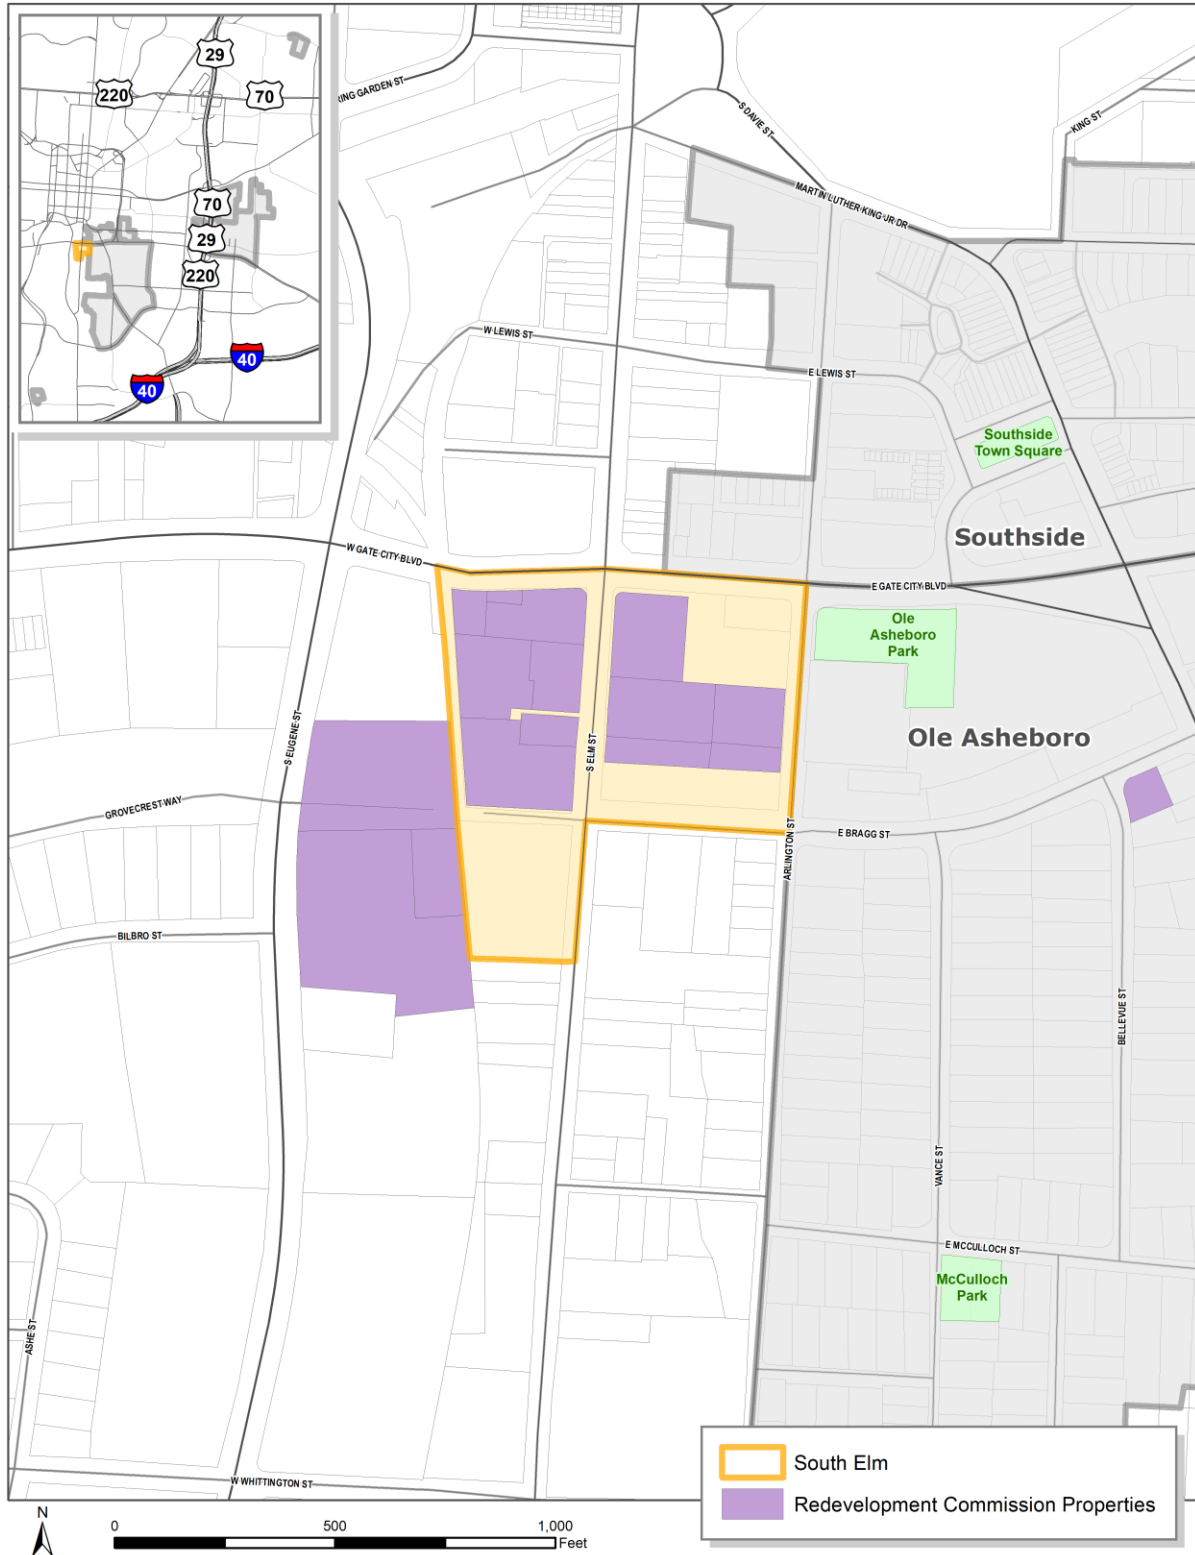 29
220
70
70
29
220
40
40
RING GARDEN ST
S DAVIE ST
KING ST
MARTIN LUTHER KING JR DR
W LEWIS ST
E LEWIS ST
Southside
Town Square
Southside
W GATE CITY BLVD
E GATE CITY BLVD
Ole
Asheboro
Park
Ole Asheboro
S EUGENE ST
S ELM ST
GROVECREST WAY
ARLINGTON ST
E BRAGG ST
BILBRO ST
BELLEVUE ST
VANCE ST
E MCCULLOCH ST
McCulloch
Park
ASHE ST
W WHITTINGTON ST
South Elm
Redevelopment Commission Properties
N
0 500 1,000
Feet